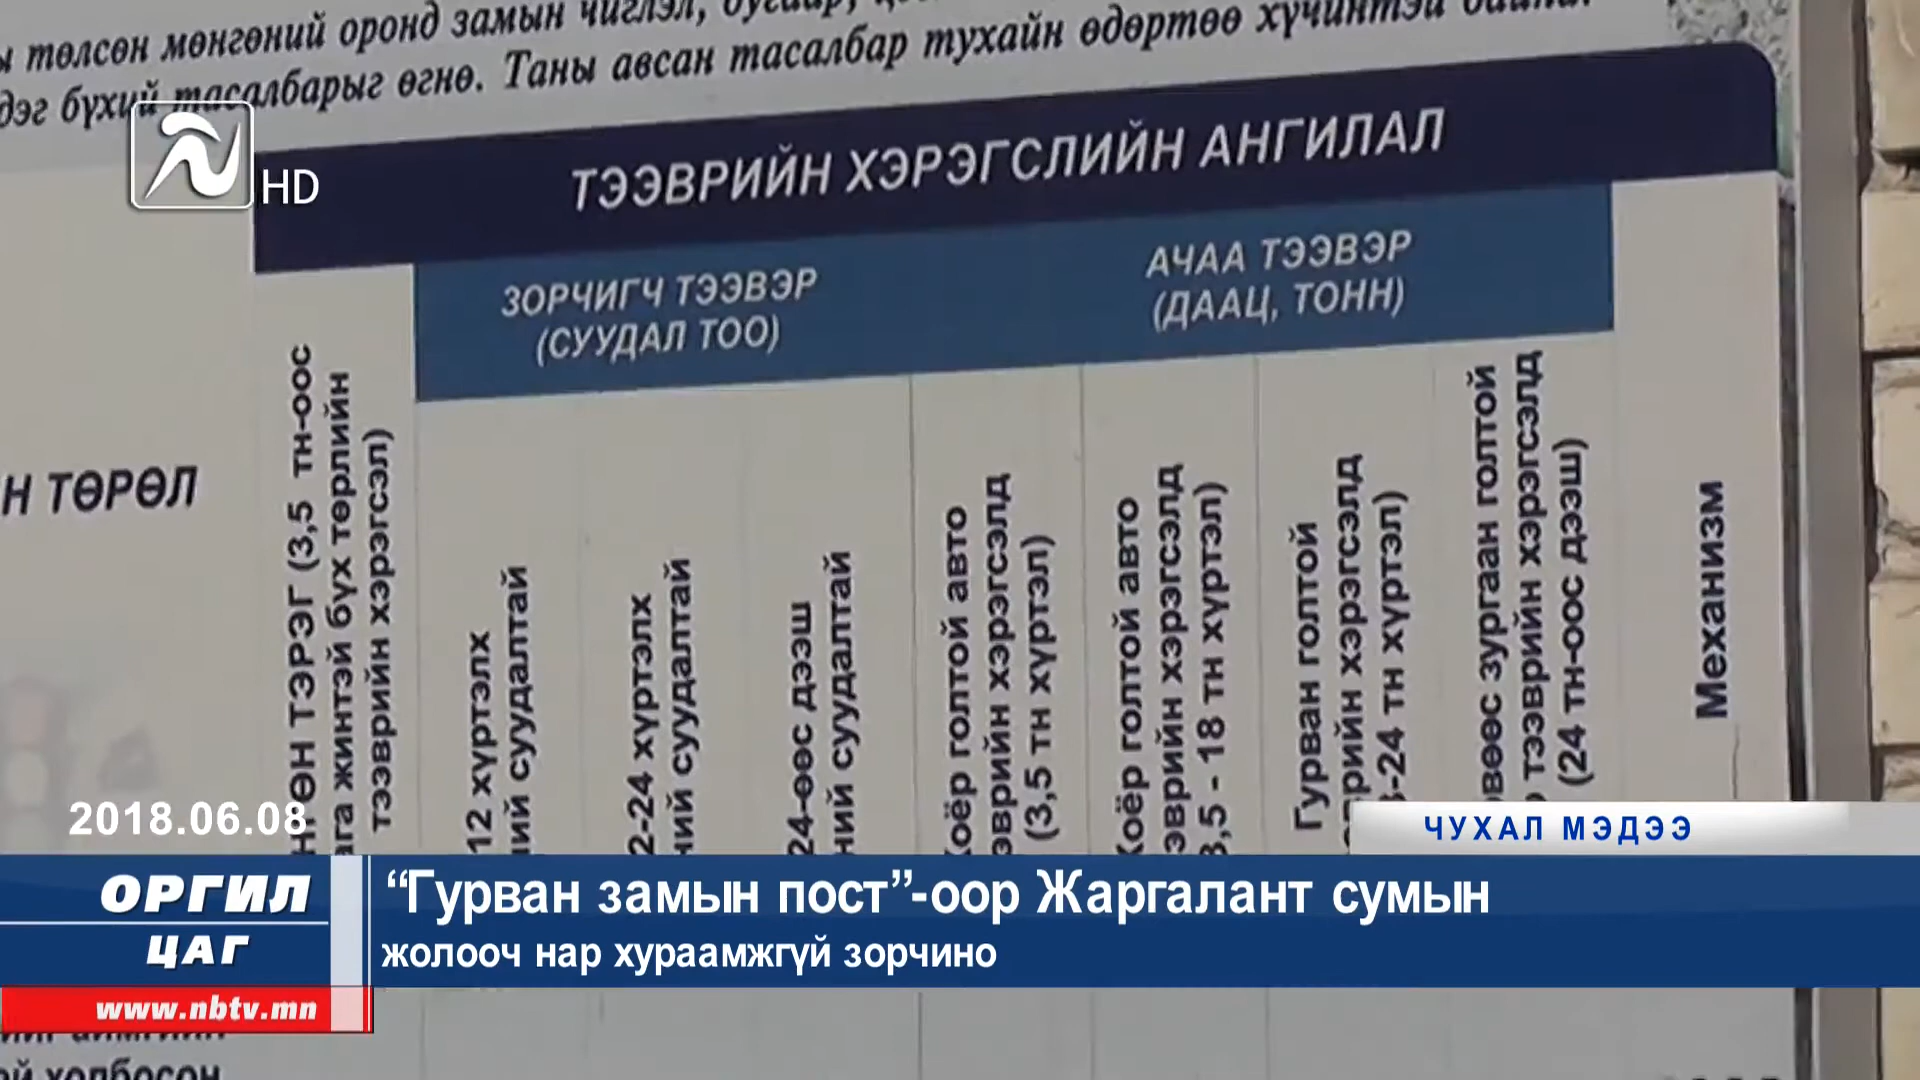 төлсөн мөнгөний оронд замын чиглэл, дугаар,
бүхий тасалбарыг өгнө. Таны авсан тасалбар тухайн өдөртөө хүчинтэй байна.
HD
ТЭЭВРИЙН ХЭРЭГСЛИЙН АНГИЛАЛ
ЗОРЧИГЧ ТЭЭВЭР
(СУУДАЛ ТОО)
АЧАА ТЭЭВЭР
(ДААЦ, ТОНН)
ТӨРӨЛ
ТЭРЭГ (3,5 тн-оос
жинтэй бүх төрлийн
тээврийн хэрэгсэл)
12 хүртэлх
суудалтай
хүртэлх
суудалтай
24-өөс дээш
суудалтай
голтой авто
хэрэгсэлд
(3,5 тн хүртэл)
голтой авто
хэрэгсэлд
- 18 тн хүртэл)
Гурван голтой
хэрэгсэлд
-24 тн хүртэл)
зургаан голтой
тээврийн хэрэгсэлд
(24 тн-оос дээш)
Механизм
2018.06.08
ЧУХАЛ МЭДЭЭ
ОРГИЛ
ЦАГ
“Гурван замын пост”-оор Жаргалант сумын
жолооч нар хураамжгүй зорчино
www.nbtv.mn
холбосон